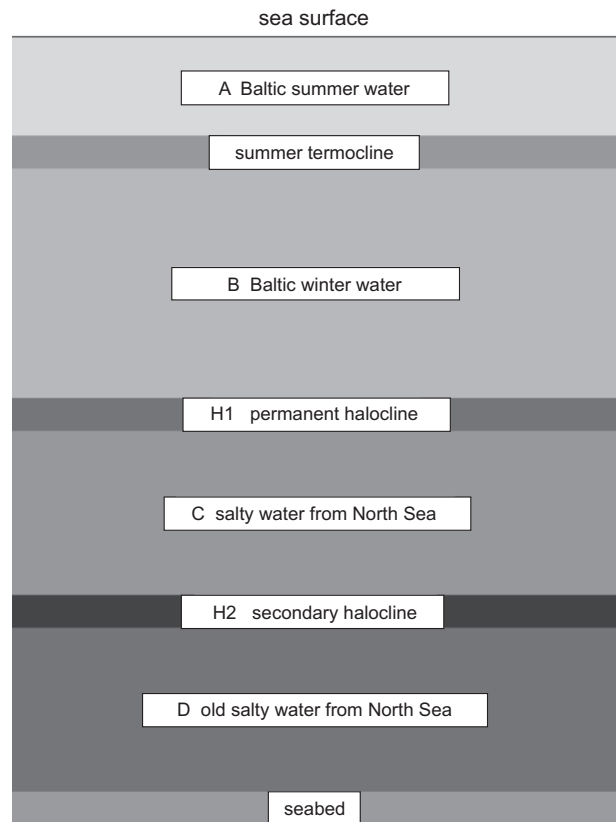 sea surface
A Baltic summer water
summer termocline
B Baltic winter water
H1 permanent halocline
C salty water from North Sea
H2 secondary halocline
D old salty water from North Sea
seabed